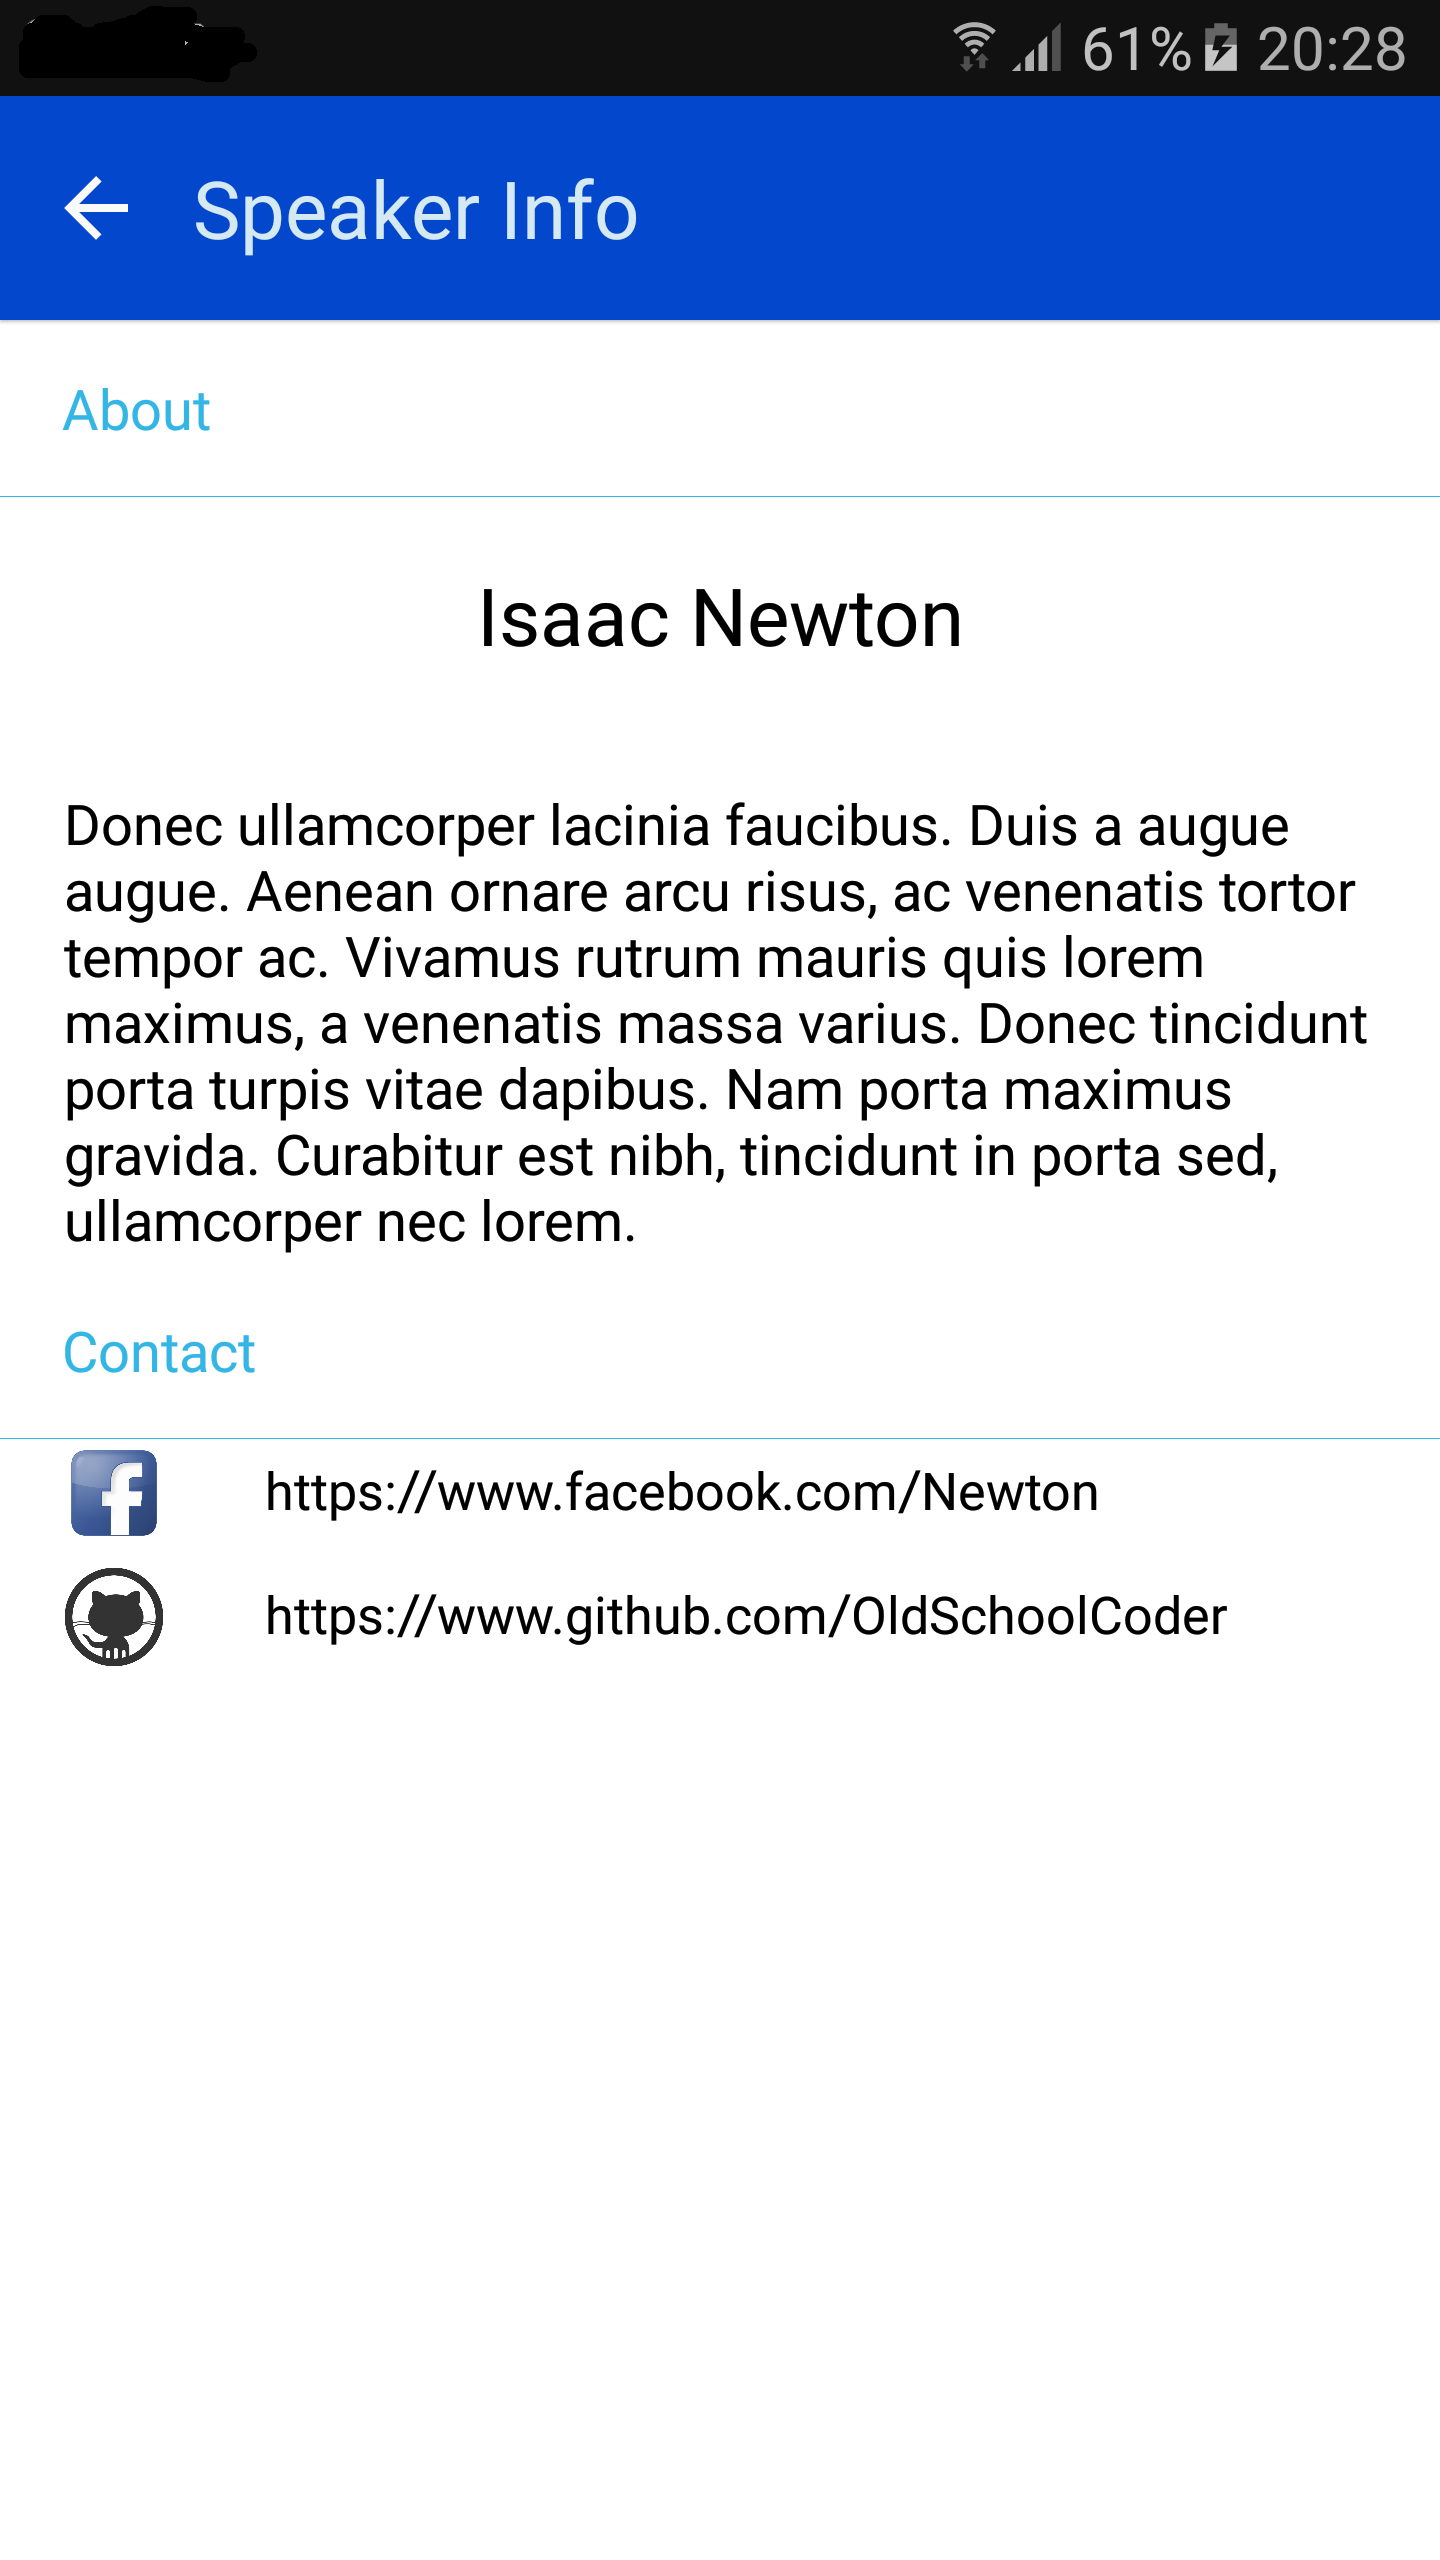 61% 20:28
Speaker Info
About
Isaac Newton
Donec ullamcorper lacinia faucibus. Duis a augue
augue. Aenean ornare arcu risus, ac venenatis tortor
tempor ac. Vivamus rutrum mauris quis lorem
maximus, a venenatis massa varius. Donec tincidunt
porta turpis vitae dapibus. Nam porta maximus
gravida. Curabitur est nibh, tincidunt in porta sed,
ullamcorper nec lorem.
Contact
https://www.facebook.com/Newton
https://www.github.com/OldSchoolCoder